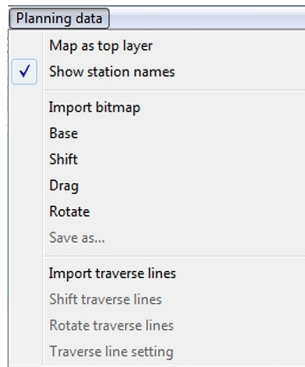 Planning data
Map as top layer
Show station names
Import bitmap
Base
Shift
Drag
Rotate
Save as...
Import traverse lines
Shift traverse lines
Rotate traverse lines
Traverse line setting